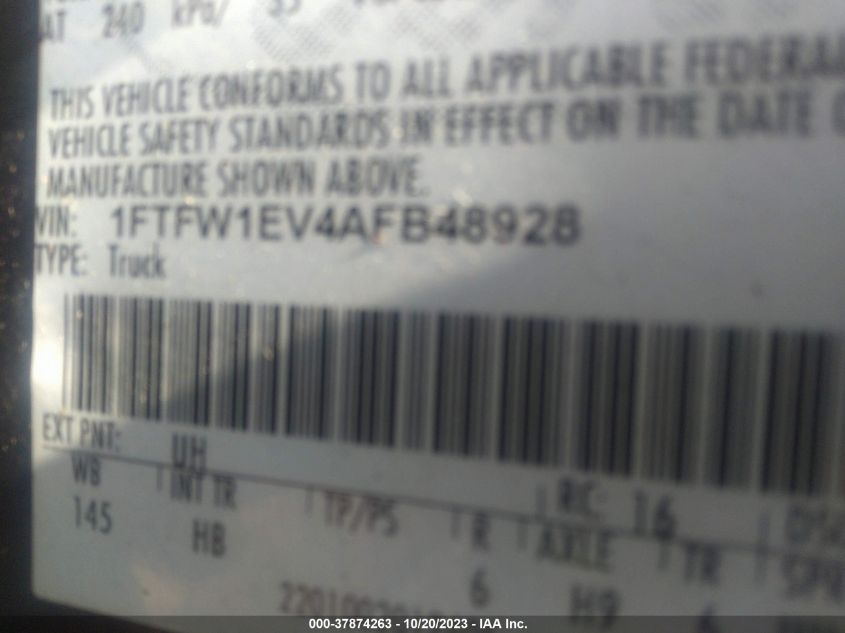 AT 240 kPa/ 35
THIS VEHICLE CONFORMS TO ALL APPLICABLE FEDERAL
VEHICLE SAFETY STANDARDS IN EFFECT ON THE DATE
MANUFACTURE SHOWN ABOVE.
VIN: 1FTFW1EV4AFB48928
TYPE: Truck
EXT PNT: UH RC: 16
WB INT TR TP/PS R AXLE TR SPR
145 HB 6 H9 6
000-37874263 - 10/20/2023 - IAA Inc.